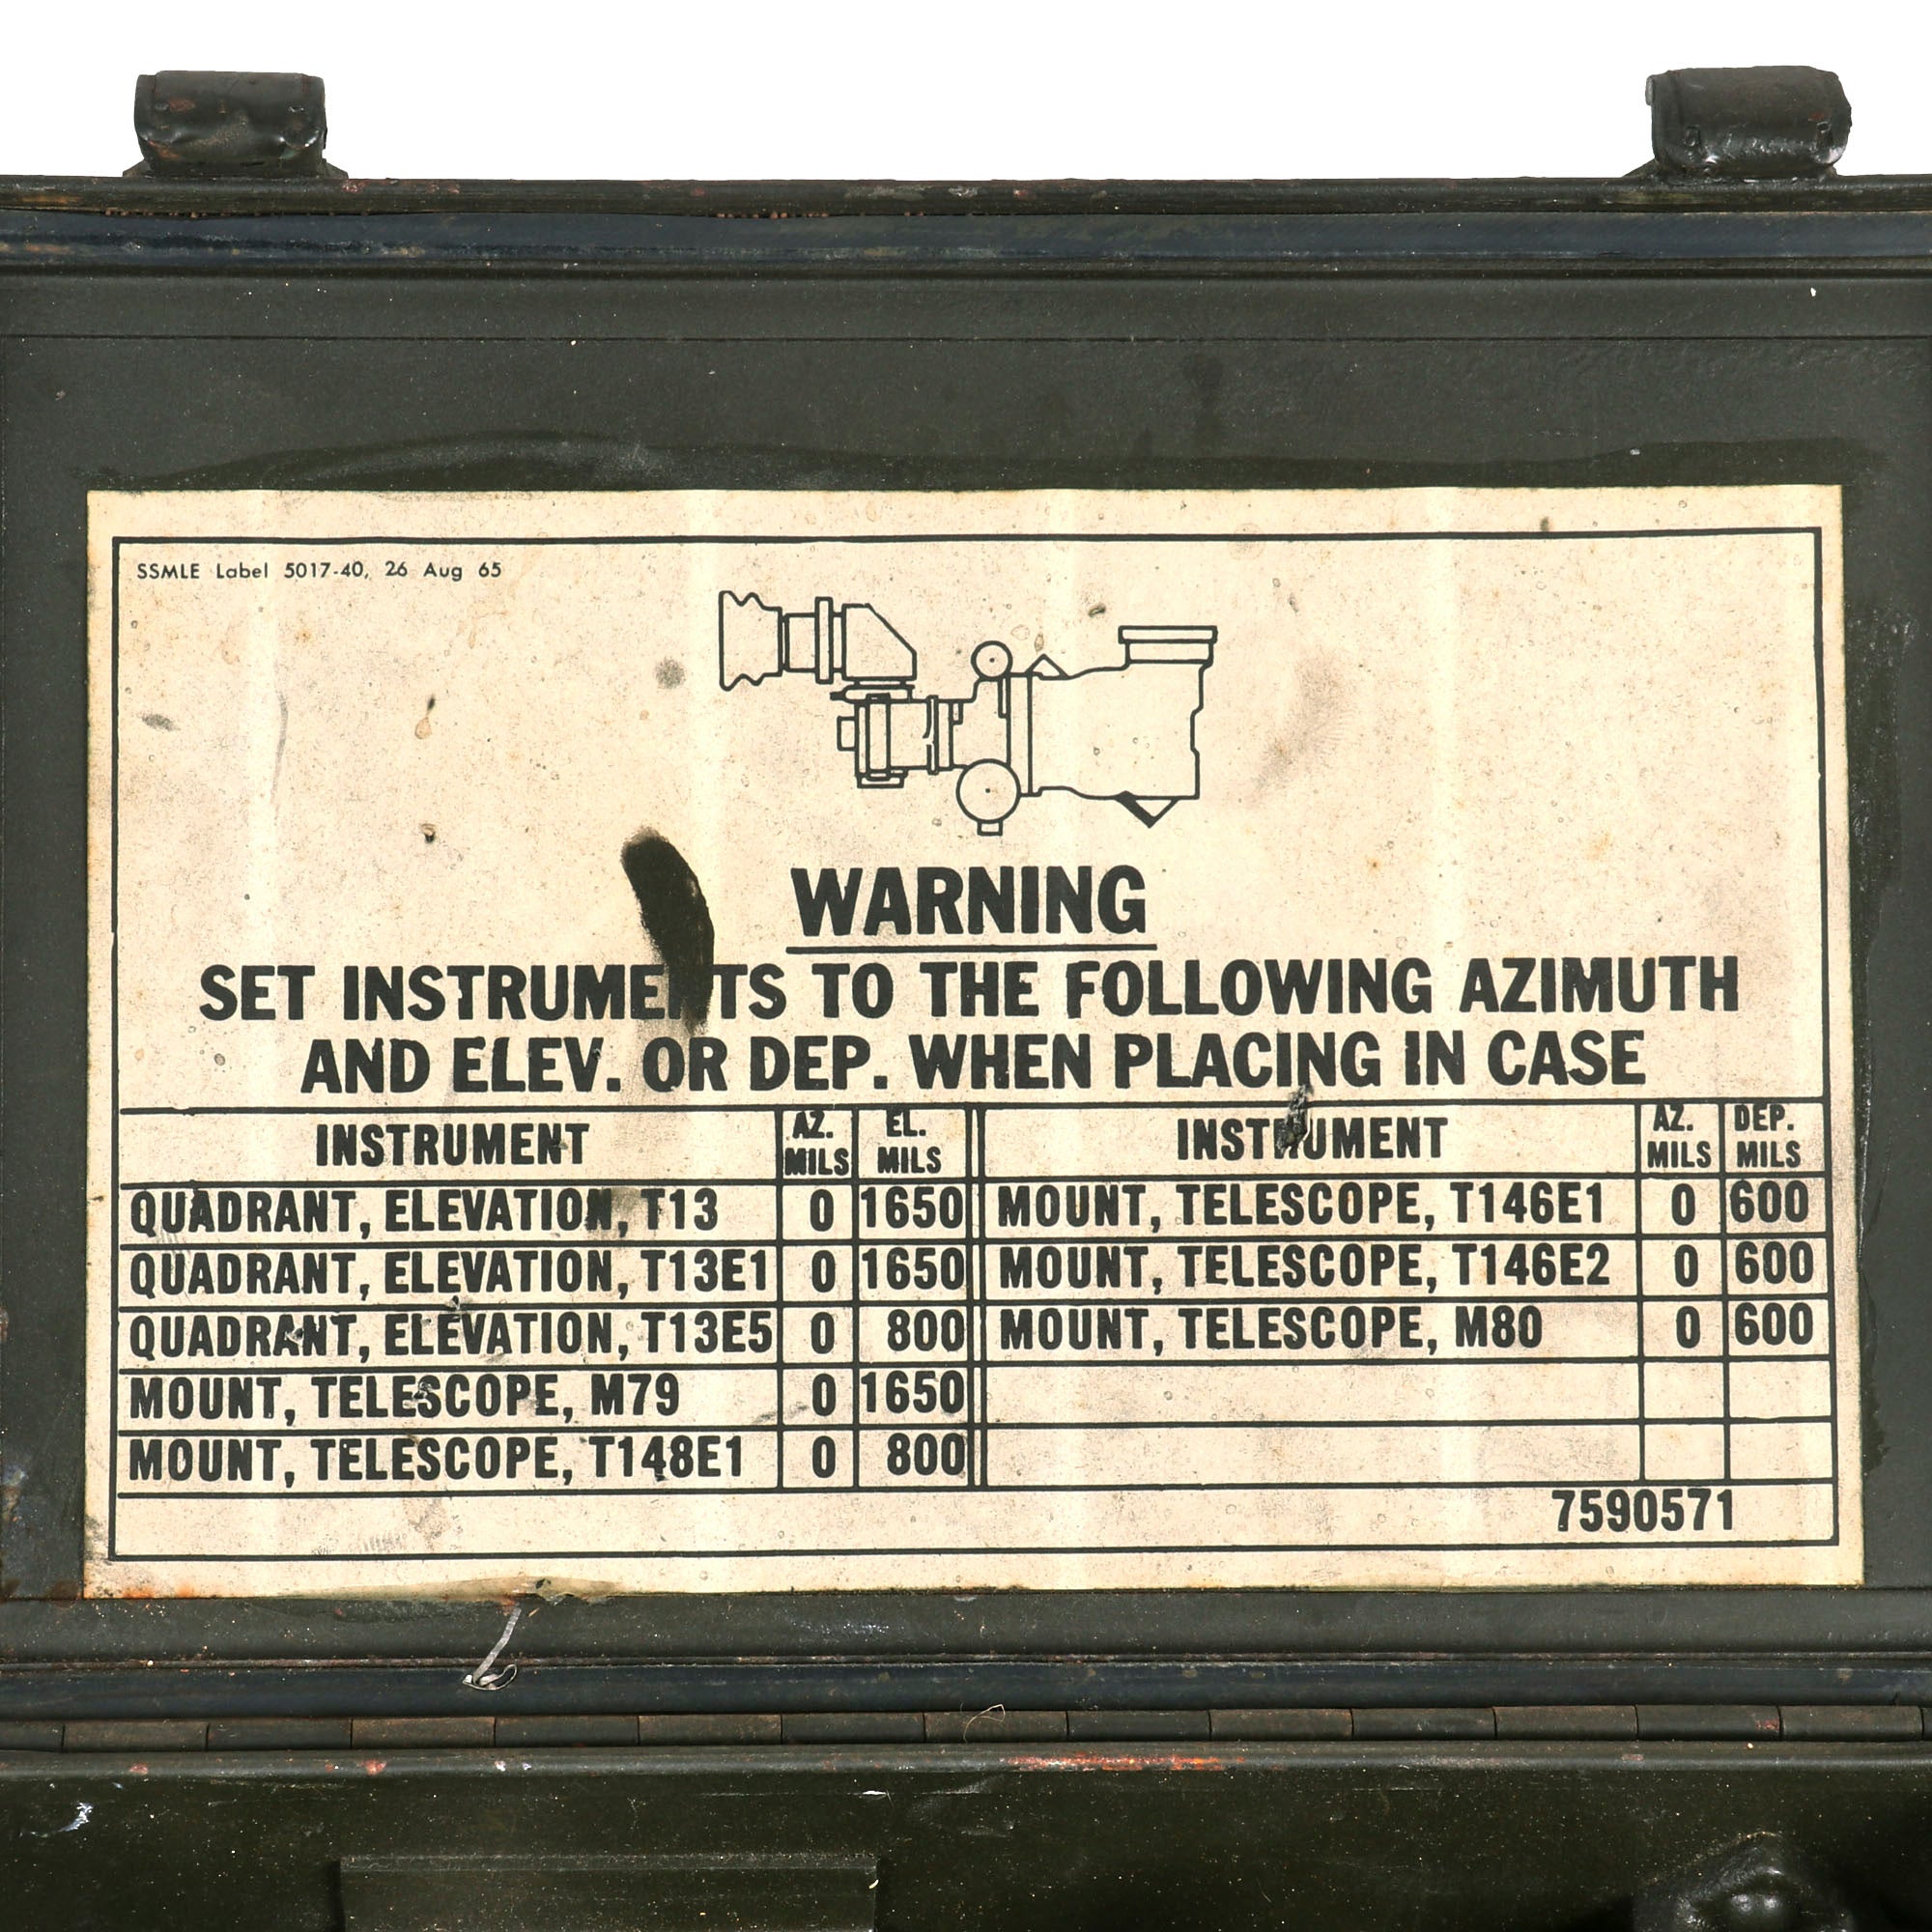 SSMLE Label 5017-40, 26 Aug 65
WARNING
SET INSTRUMENTS TO THE FOLLOWING AZIMUTH
AND ELEV. OR DEP. WHEN PLACING IN CASE
INSTRUMENT AZ. MILS EL. MILS INSTRUMENT AZ. MILS DEP. MILS
QUADRANT, ELEVATION, T13 0 1650 MOUNT, TELESCOPE, T146E1 0 600
QUADRANT, ELEVATION, T13E1 0 1650 MOUNT, TELESCOPE, T146E2 0 600
QUADRANT, ELEVATION, T13E5 0 800 MOUNT, TELESCOPE, M80 0 600
MOUNT, TELESCOPE, M79 0 1650
MOUNT, TELESCOPE, T148E1 0 800
7590571